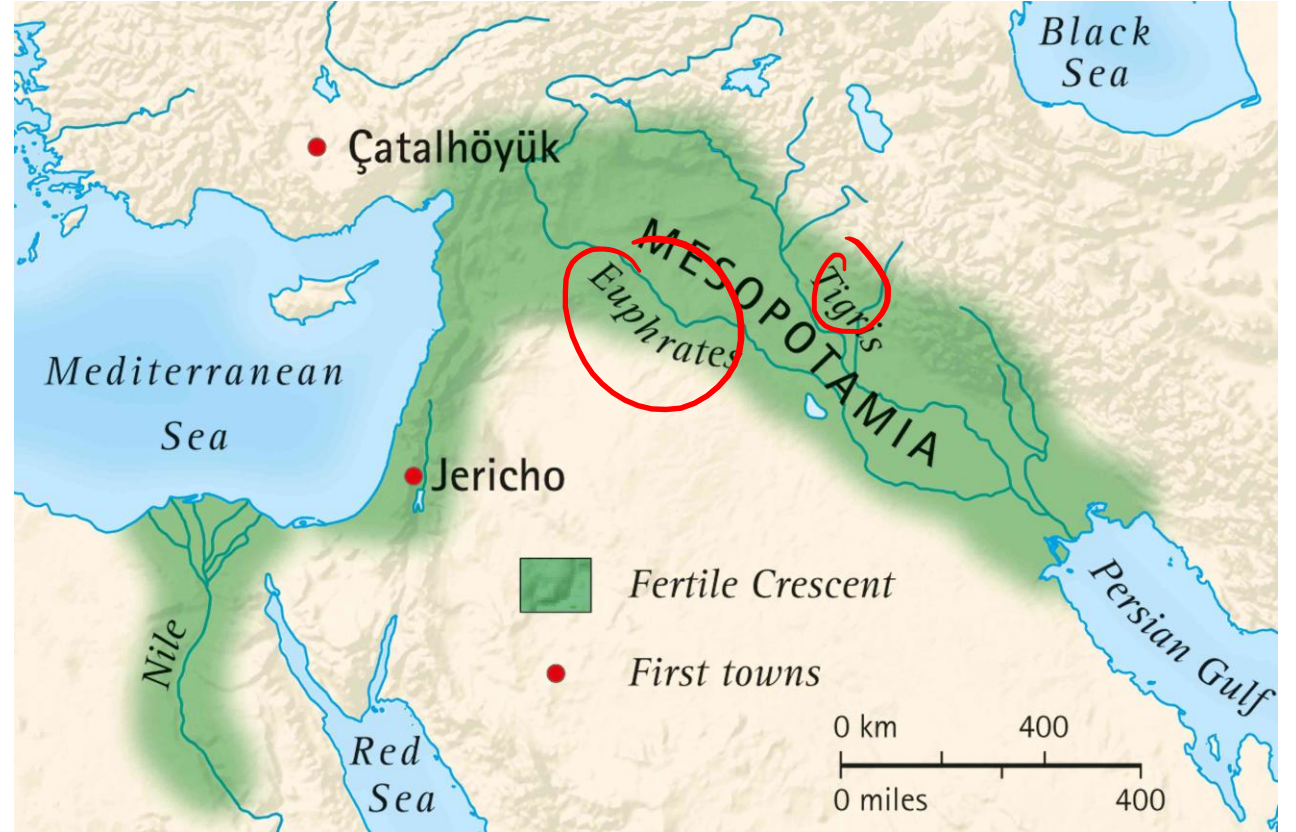 Black
Sea
Çatalhöyük
MESOPOTAMIA
Euphrates
Tigris
Mediterranean
Sea
Jericho
Fertile Crescent
First towns
Nile
Persian Gulf
Red
Sea
0 km 400
0 miles 400